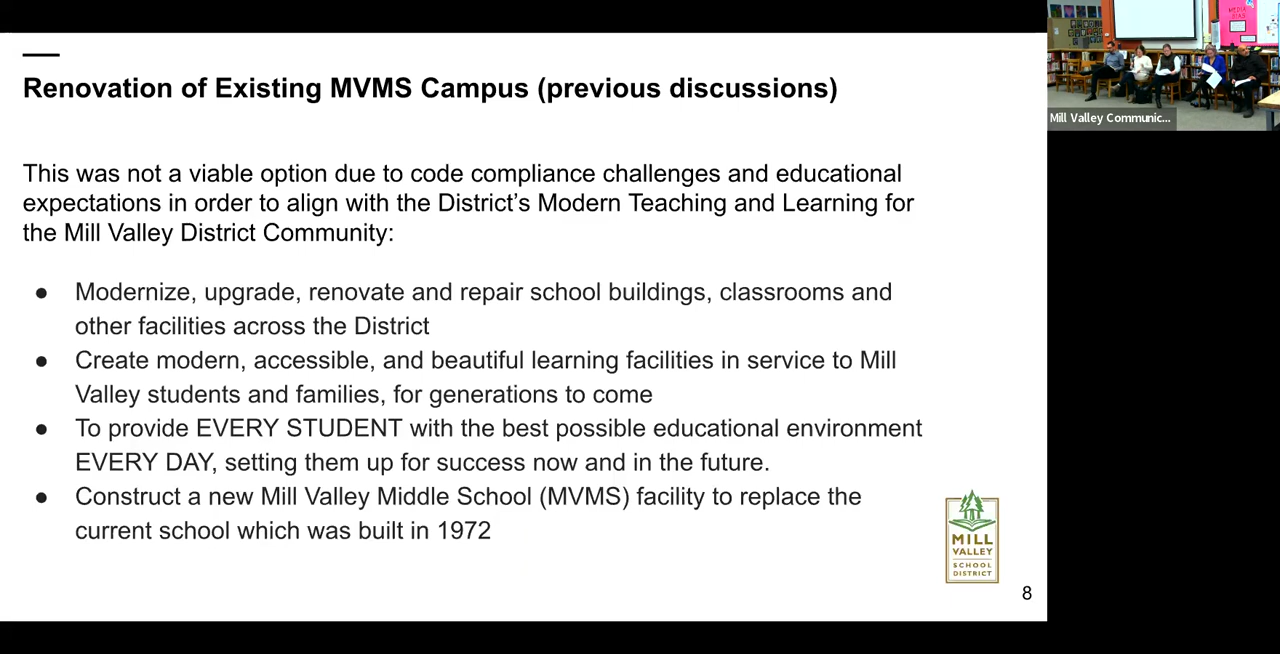 Renovation of Existing MVMS Campus (previous discussions)
This was not a viable option due to code compliance challenges and educational
expectations in order to align with the District’s Modern Teaching and Learning for
the Mill Valley District Community:
● Modernize, upgrade, renovate and repair school buildings, classrooms and
other facilities across the District
● Create modern, accessible, and beautiful learning facilities in service to Mill
Valley students and families, for generations to come
● To provide EVERY STUDENT with the best possible educational environment
EVERY DAY, setting them up for success now and in the future.
● Construct a new Mill Valley Middle School (MVMS) facility to replace the
current school which was built in 1972
MILL
VALLEY
SCHOOL
DISTRICT
8
MEDIA
BIAS
Mill Valley Communic...